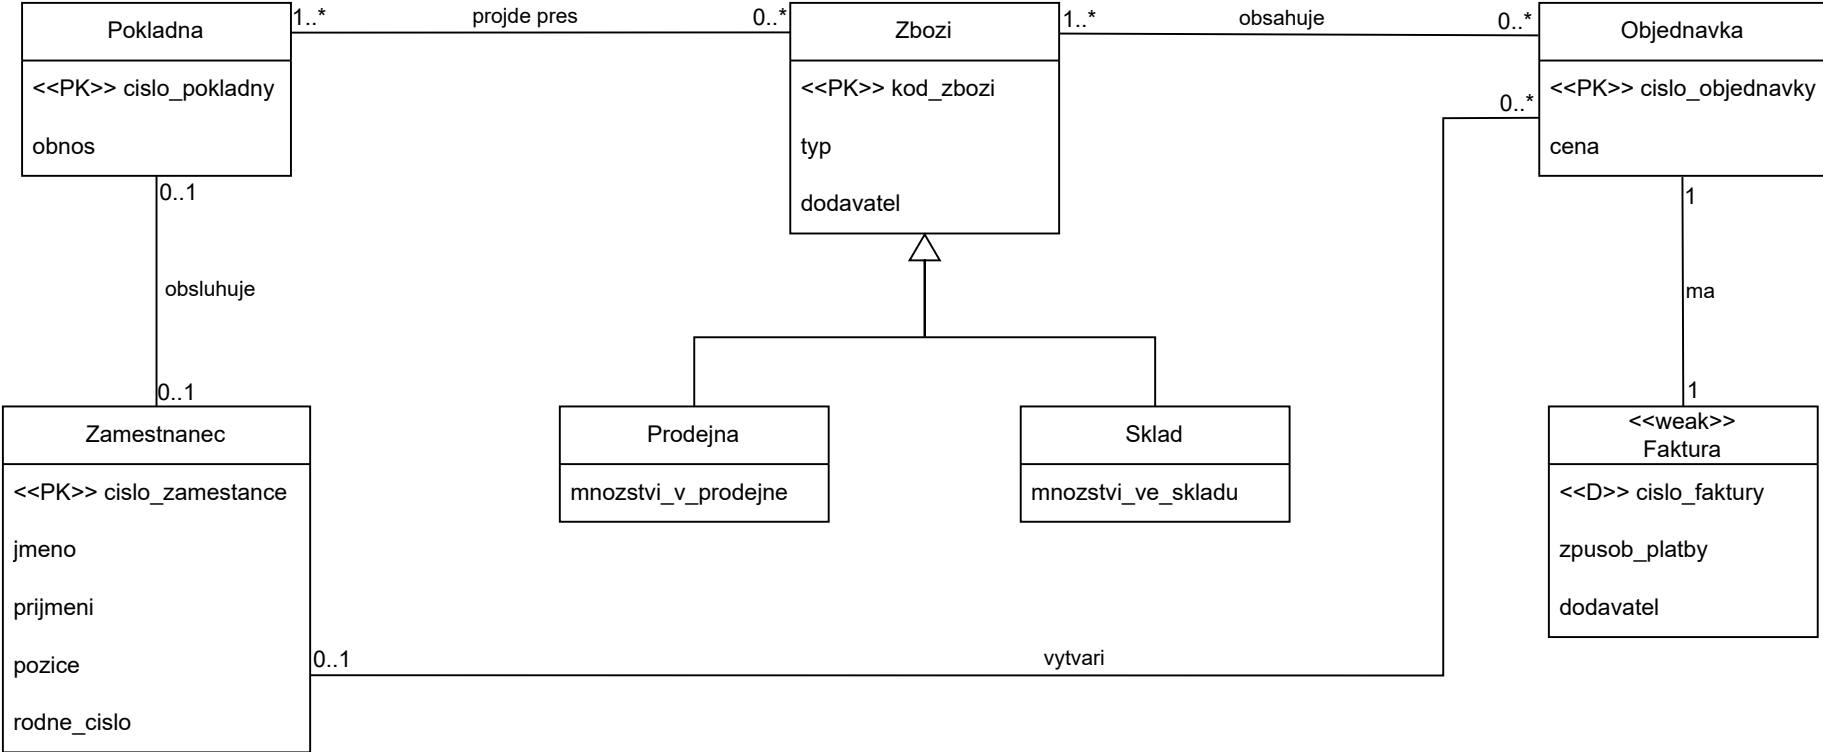 Pokladna
<<PK>> cislo_pokladny
obnos
1..*
projde pres
0..*
Zbozi
<<PK>> kod_zbozi
typ
dodavatel
1..*
obsahuje
0..*
Objednavka
<<PK>> cislo_objednavky
cena
0..*
0..1
obsluhuje
0..1
1
ma
1
Zamestnanec
<<PK>> cislo_zamestance
jmeno
prijmeni
pozice
rodne_cislo
Prodejna
mnozstvi_v_prodejne
Sklad
mnozstvi_ve_skladu
<<weak>>
Faktura
<<D>> cislo_faktury
zpusob_platby
dodavatel
0..1
vytvari